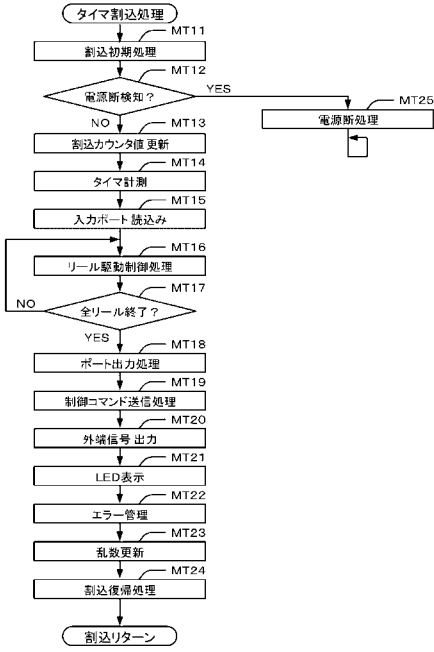 タイマ割込処理
MT11
割込初期処理
MT12
電源断検知？
YES
MT25
電源断処理
NO
MT13
割込カウンタ値 更新
MT14
タイマ計測
MT15
入力ポート 読込み
MT16
リール駆動制御処理
MT17
NO
全リール終了？
YES
MT18
ポート出力処理
MT19
制御コマンド送信処理
MT20
外端信号 出力
MT21
LED表示
MT22
エラー管理
MT23
乱数更新
MT24
割込復帰処理
割込リターン